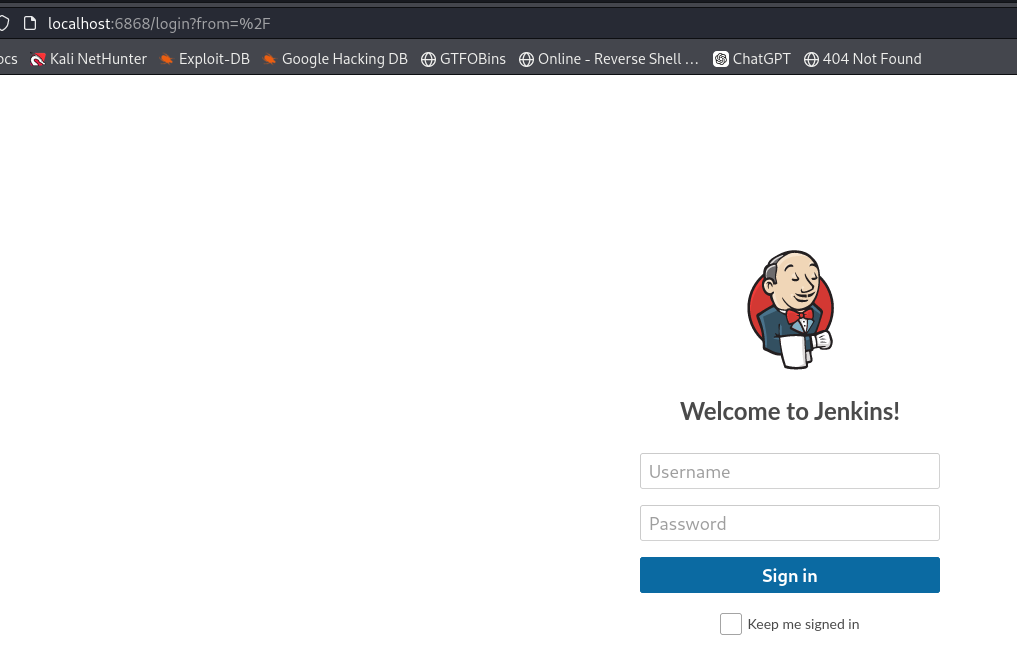 localhost:6868/login?from=%2F
ocs Kali NetHunter Exploit-DB Google Hacking DB GTFOBins Online - Reverse Shell … ChatGPT 404 Not Found
Welcome to Jenkins!
Username
Password
Sign in
Keep me signed in